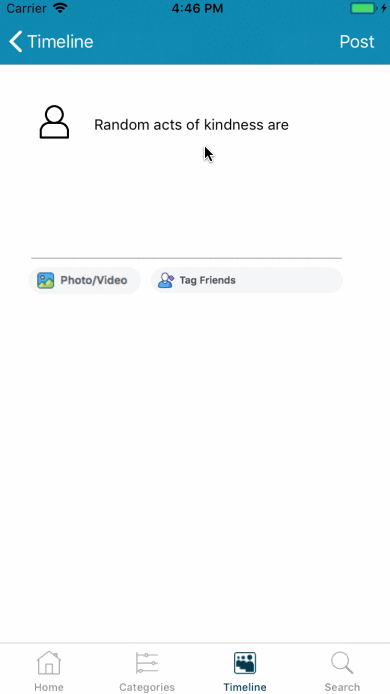 Carrier 4:46 PM
Timeline Post
Random acts of kindness are
Photo/Video Tag Friends
Home Categories Timeline Search